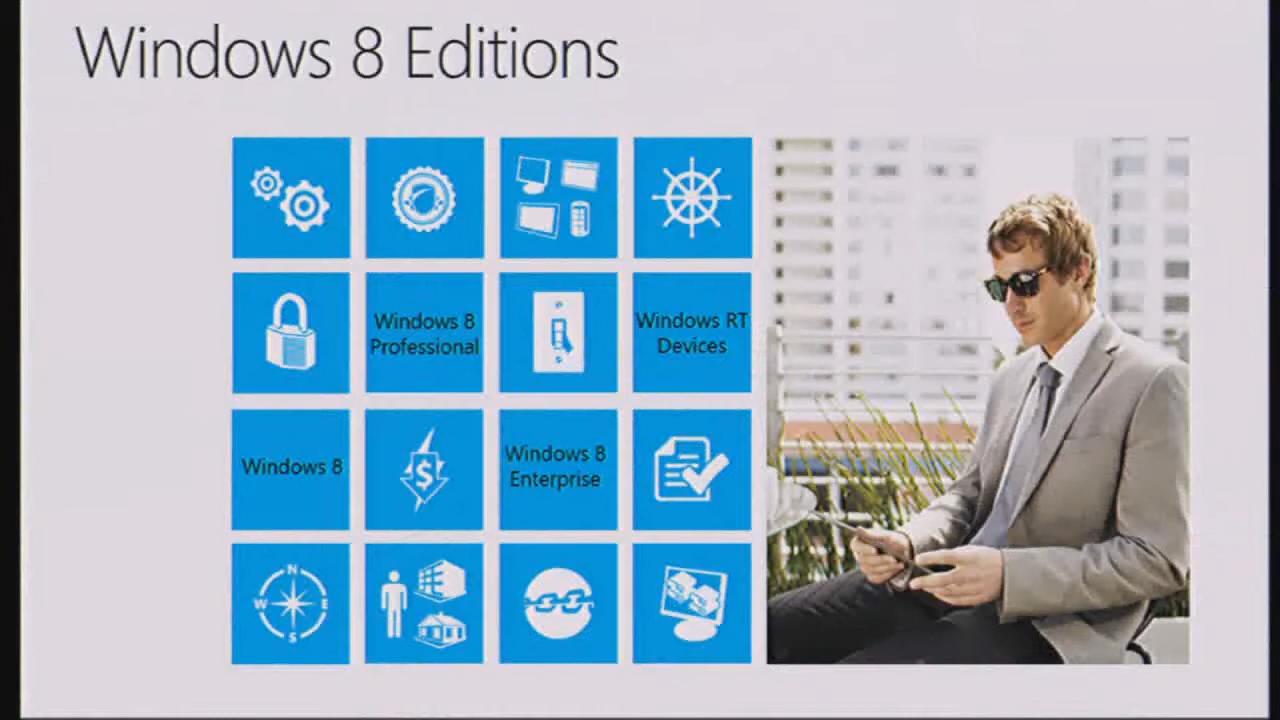 Windows 8 Editions
Windows 8
Professional
Windows RT
Devices
Windows 8
Windows 8
Enterprise
$
N
W E
S